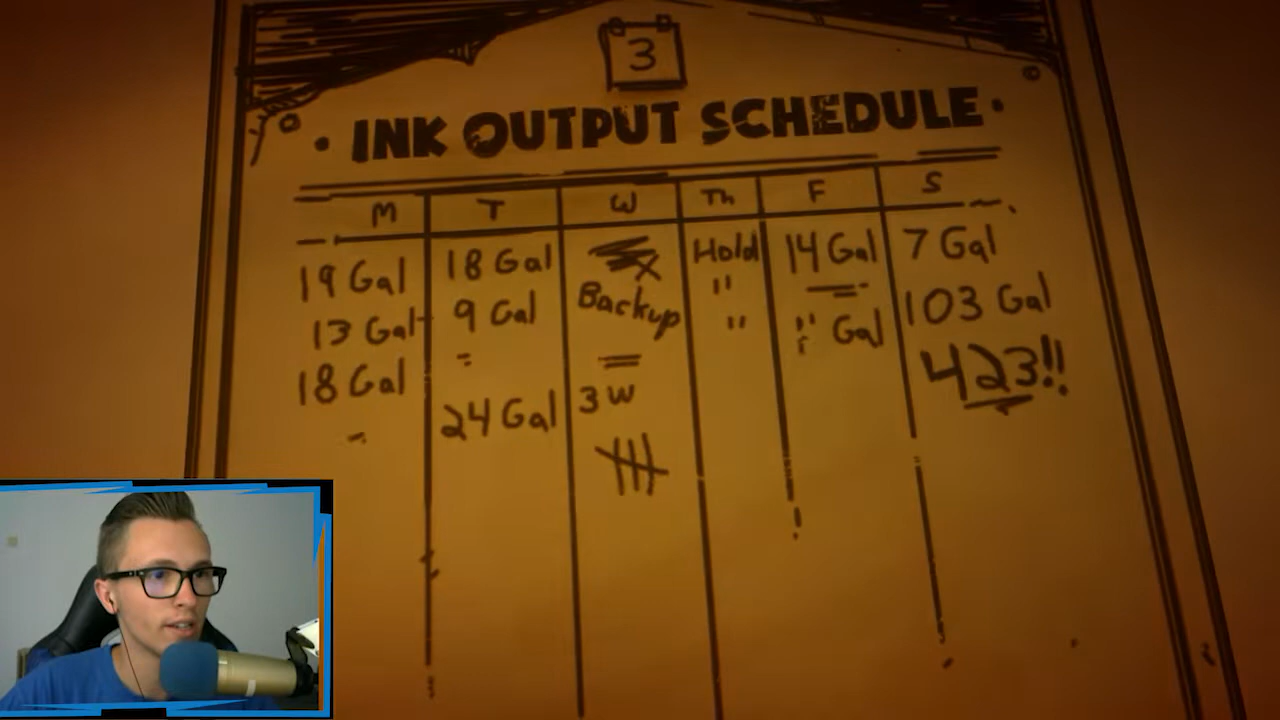 3
• INK OUTPUT SCHEDULE •
M T W Th F S
19 Gal 18 Gal x Hold 14 Gal 7 Gal
13 Gal 9 Gal Backup " " Gal 103 Gal
18 Gal " 423!!
24 Gal 3 W